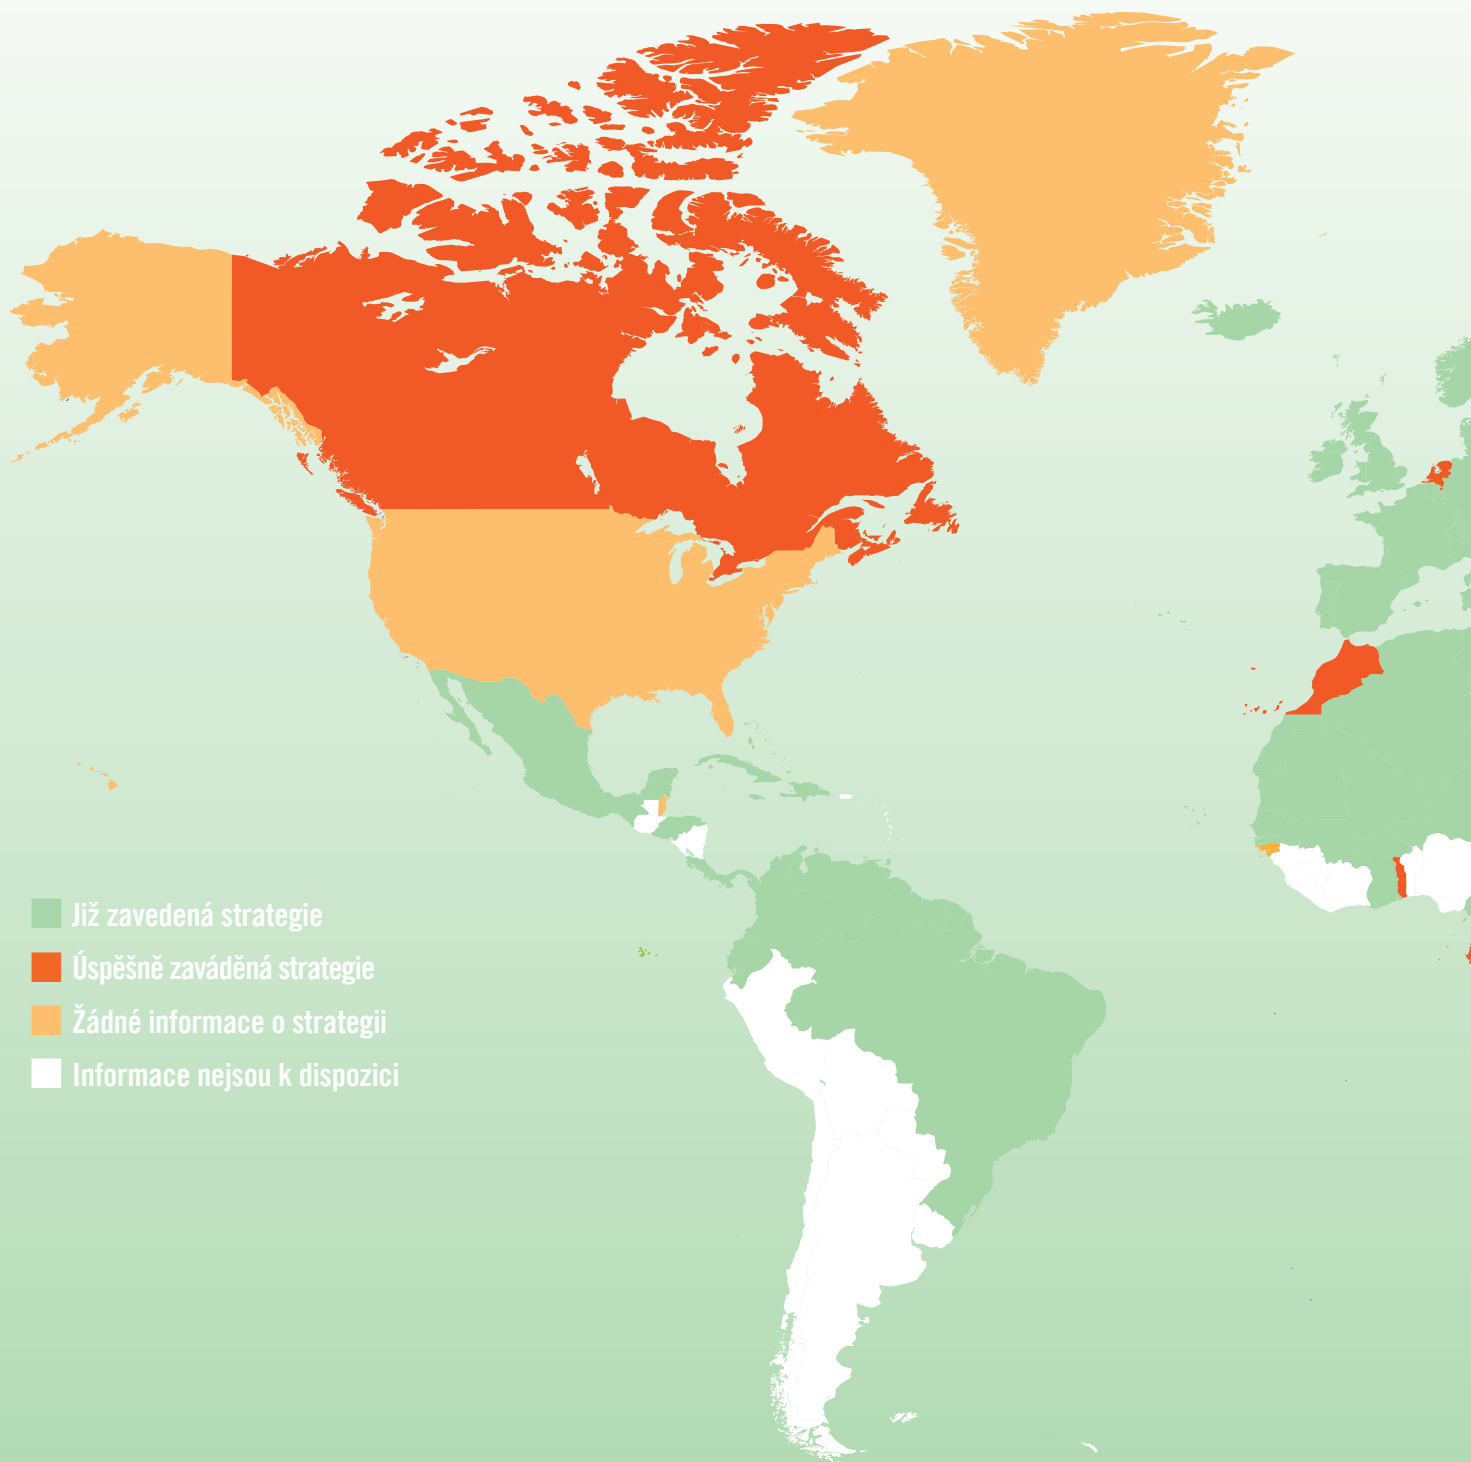 Již zavedená strategie
Úspěšně zaváděná strategie
Žádné informace o strategii
Informace nejsou k dispozici